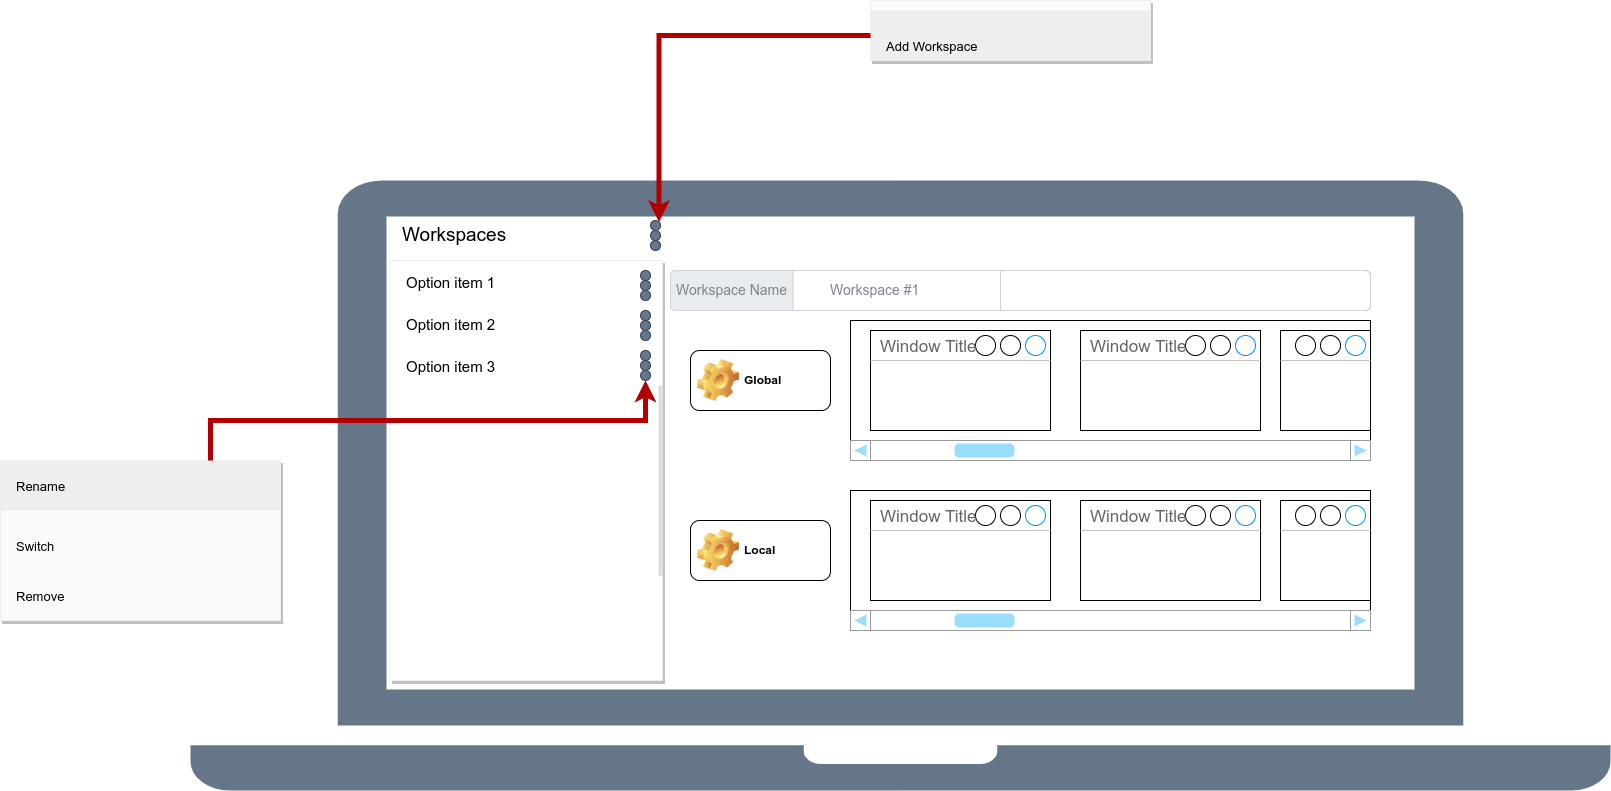 Add Workspace
Workspaces
Option item 1
Option item 2
Option item 3
Rename
Switch
Remove
Workspace Name
Workspace #1
Global
Window Title
Window Title
Local
Window Title
Window Title